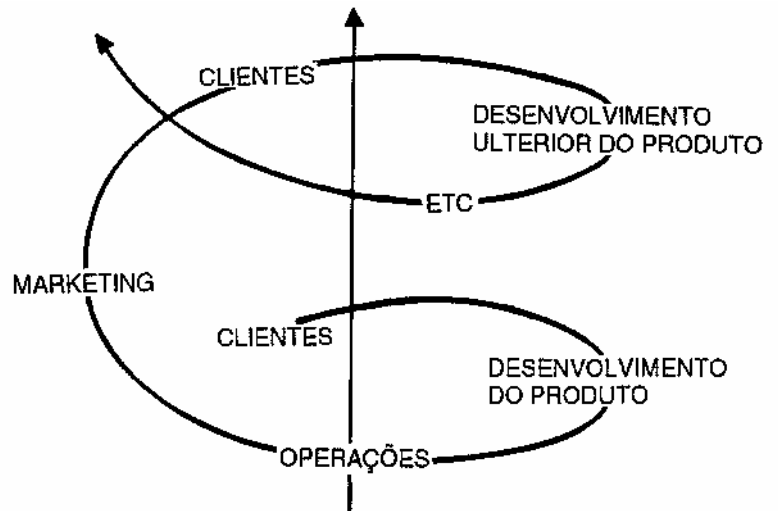 CLIENTES
DESENVOLVIMENTO
ULTERIOR DO PRODUTO
ETC
MARKETING
CLIENTES
DESENVOLVIMENTO
DO PRODUTO
OPERAÇÕES